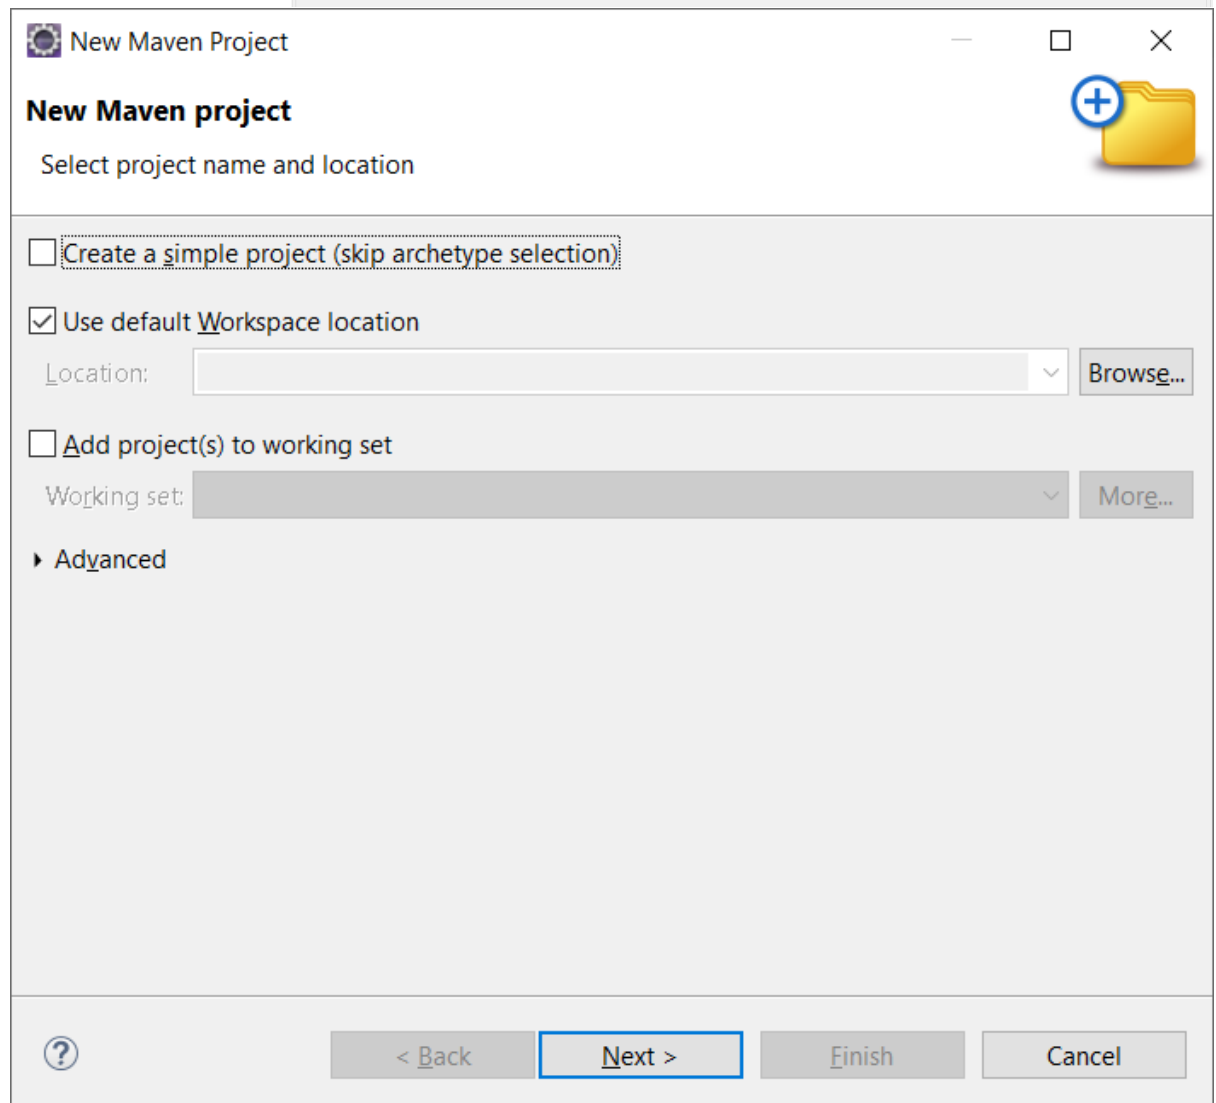 New Maven Project
New Maven project
Select project name and location
Create a simple project (skip archetype selection)
Use default Workspace location
Location:
Browse...
Add project(s) to working set
Working set:
More...
Advanced
?
< Back
Next >
Finish
Cancel